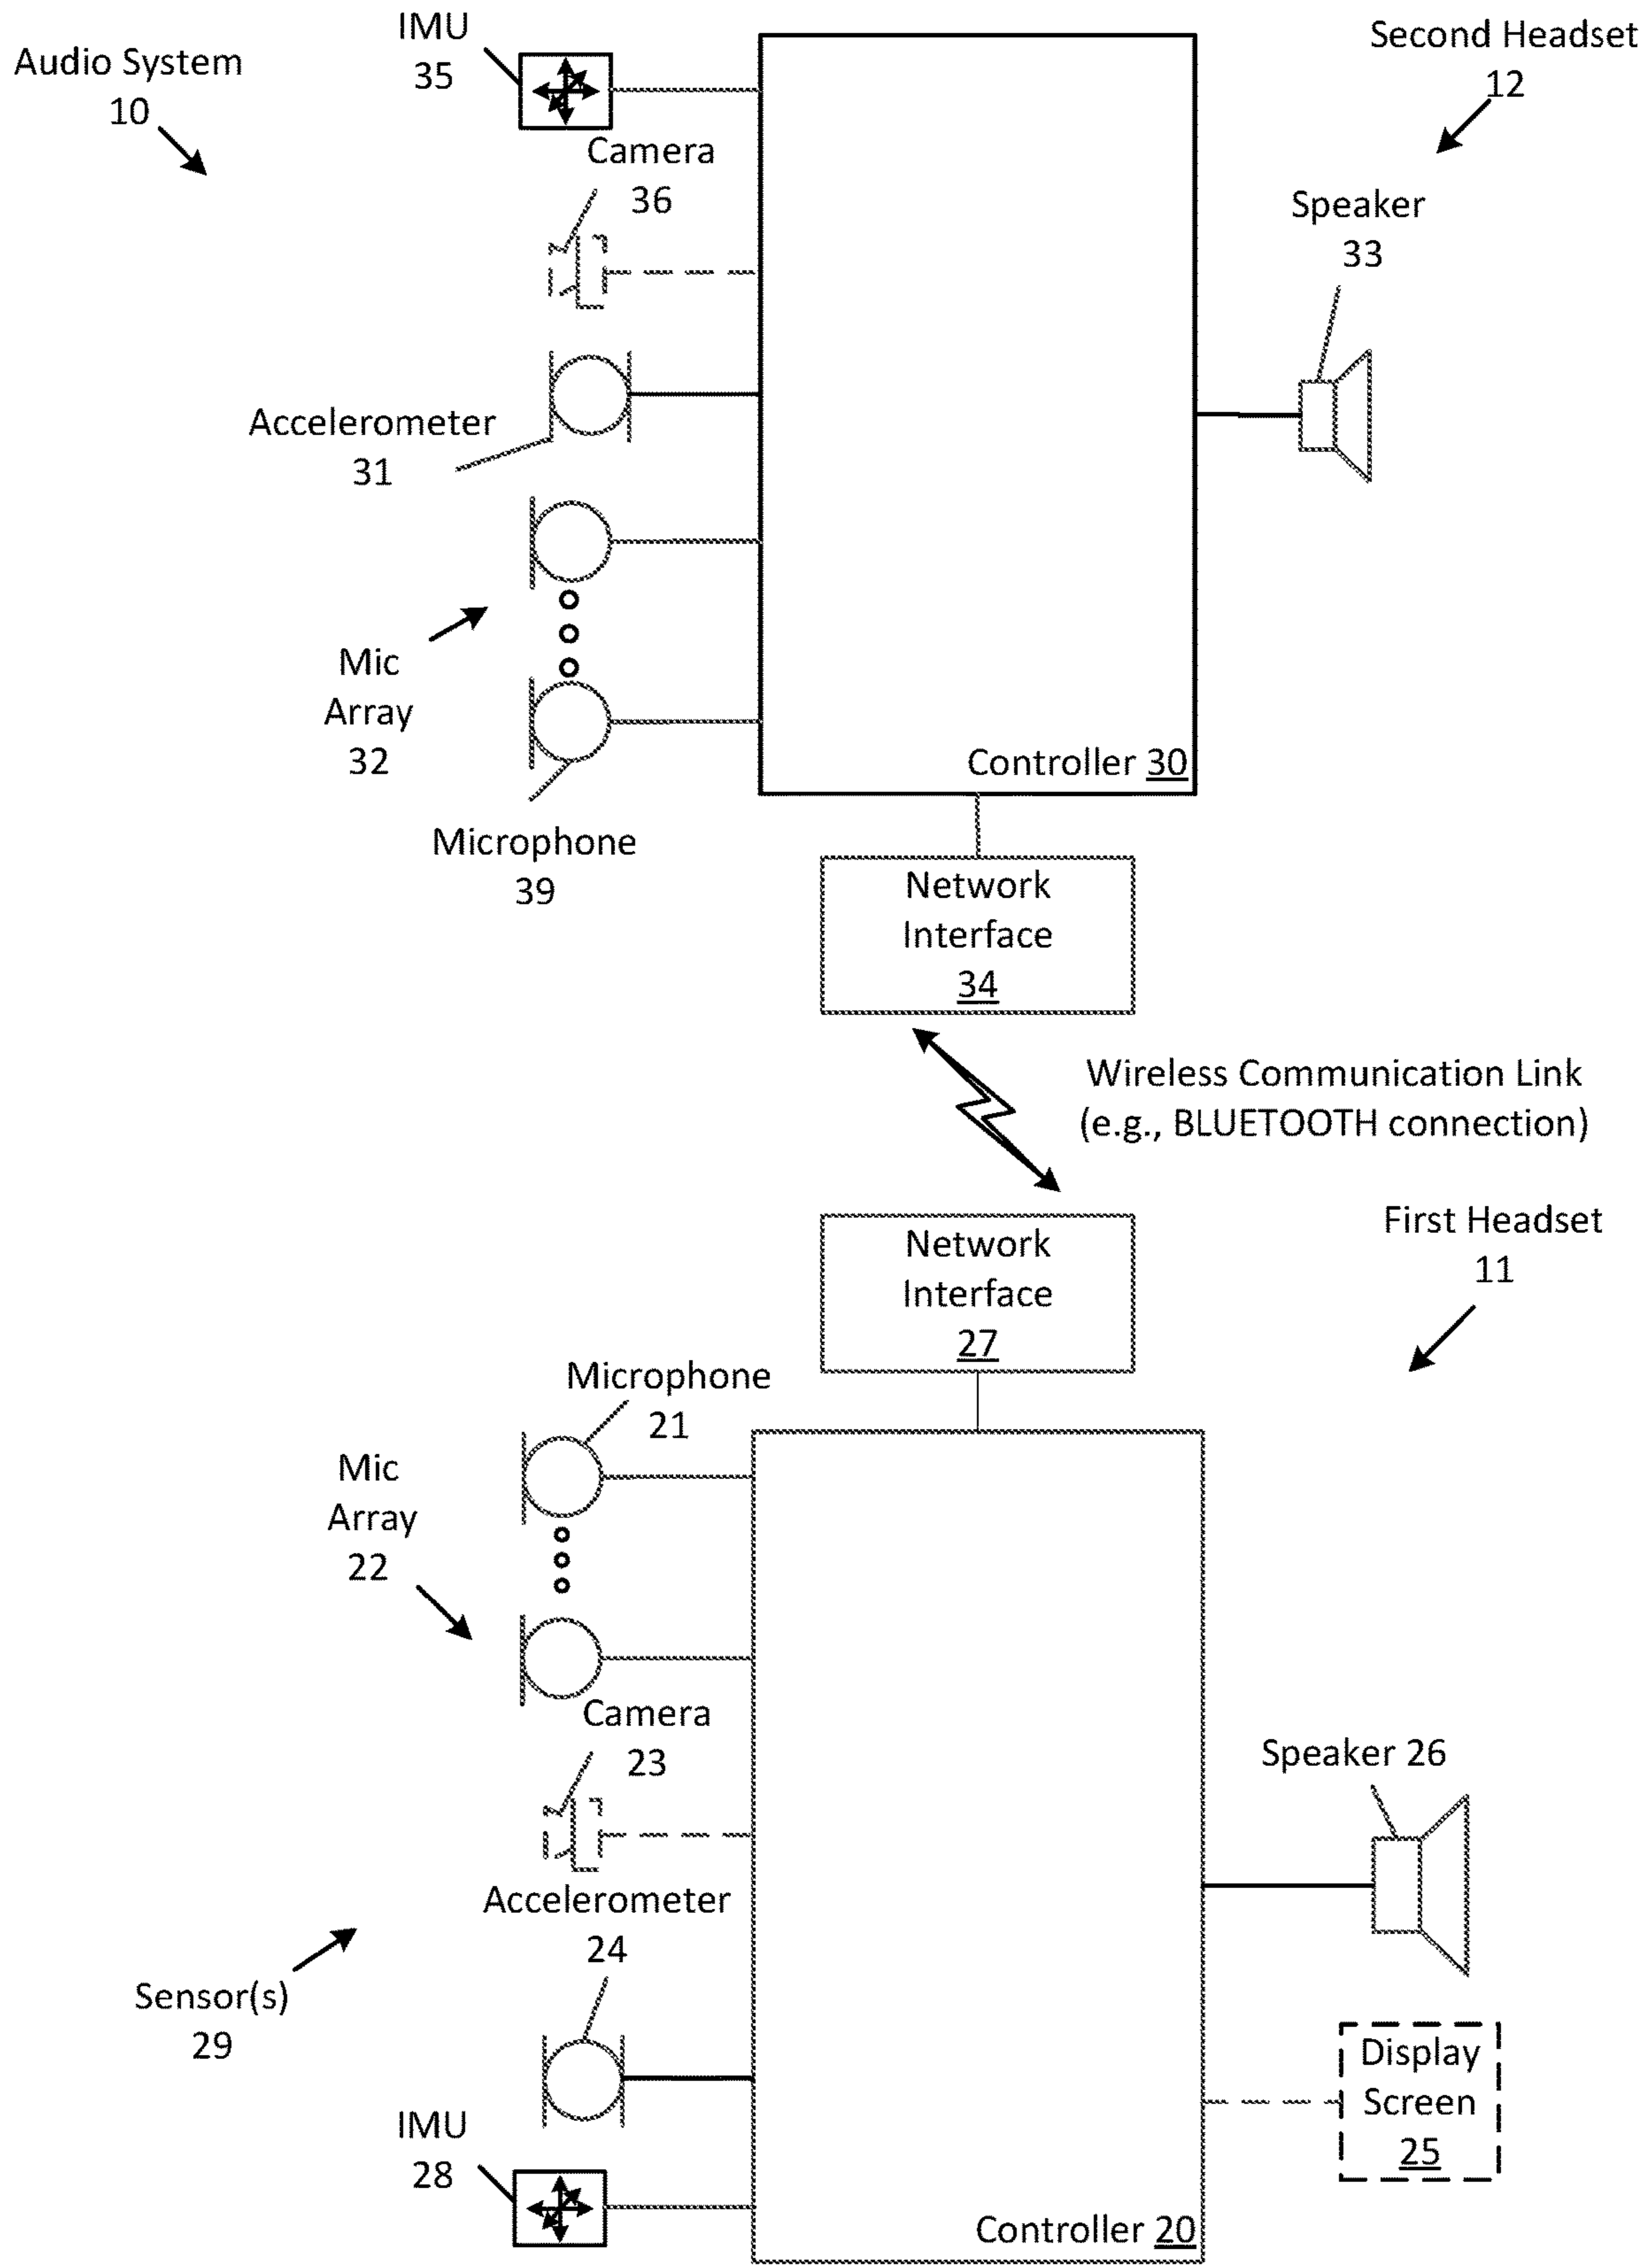 Audio System
10
IMU
35
Second Headset
12
Camera
36
Speaker
33
Accelerometer
31
Mic
Array
32
Controller 30
Microphone
39
Network
Interface
34
Wireless Communication Link
(e.g., BLUETOOTH connection)
First Headset
11
Network
Interface
27
Microphone
21
Mic
Array
22
Camera
23
Speaker 26
Accelerometer
24
Sensor(s)
29
Display
Screen
25
IMU
28
Controller 20